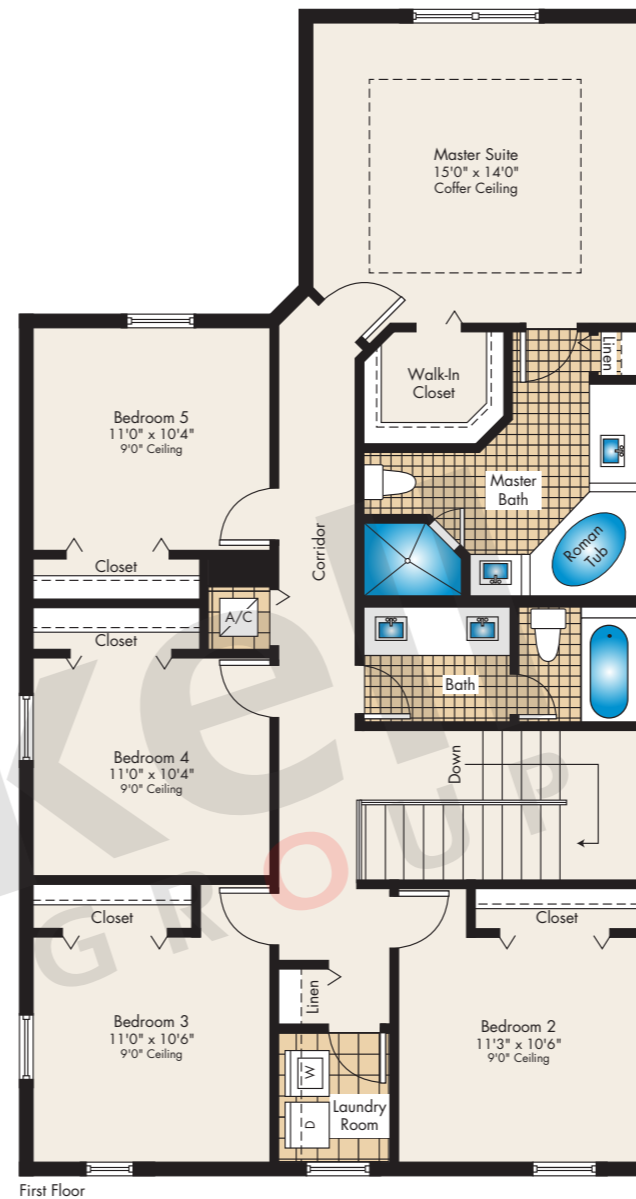 Master Suite
15'0" x 14'0"
Coffer Ceiling
Linen
Walk-In
Closet
Bedroom 5
11'0" x 10'4"
9'0" Ceiling
Master
Bath
Corridor
Roman
Tub
Closet
A/C
Closet
Bath
Bedroom 4
11'0" x 10'4"
9'0" Ceiling
Down
GROUP
Closet
Closet
Linen
Bedroom 3
11'0" x 10'6"
9'0" Ceiling
Bedroom 2
11'3" x 10'6"
9'0" Ceiling
W
D
Laundry
Room
First Floor